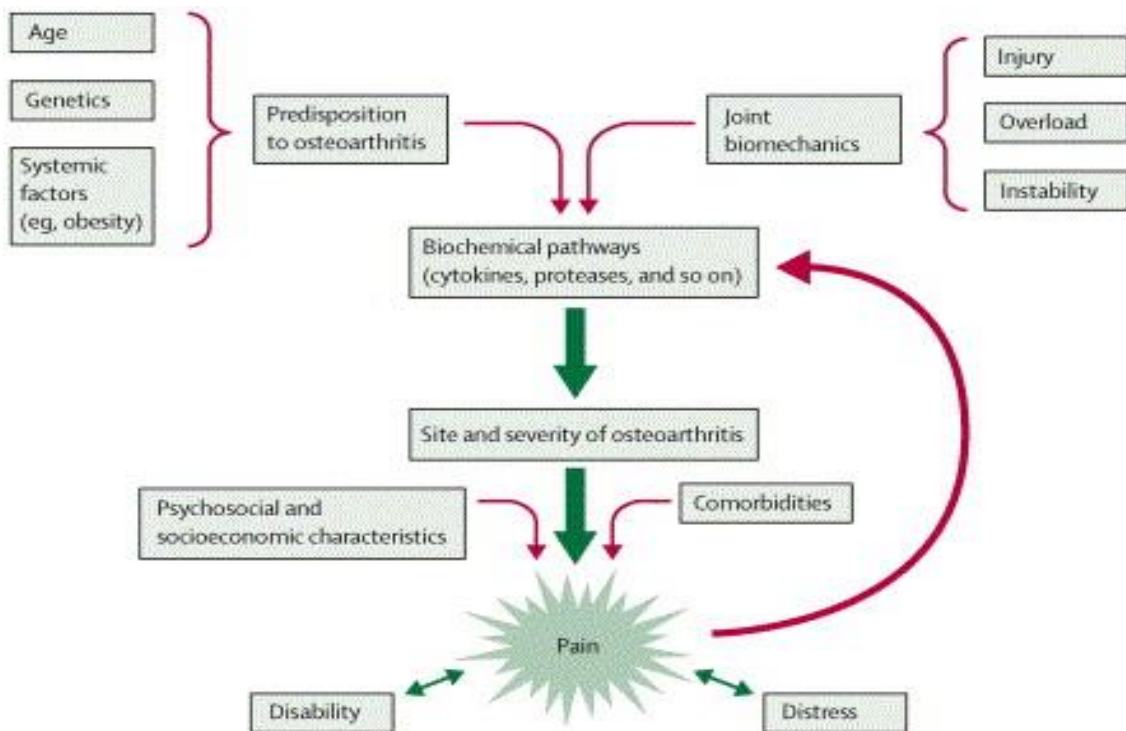 Age
Genetics
Systemic
factors
(eg, obesity)
Predisposition
to osteoarthritis
Joint
biomechanics
Injury
Overload
Instability
Biochemical pathways
(cytokines, proteases, and so on)
Site and severity of osteoarthritis
Psychosocial and
socioeconomic characteristics
Comorbidities
Pain
Disability
Distress